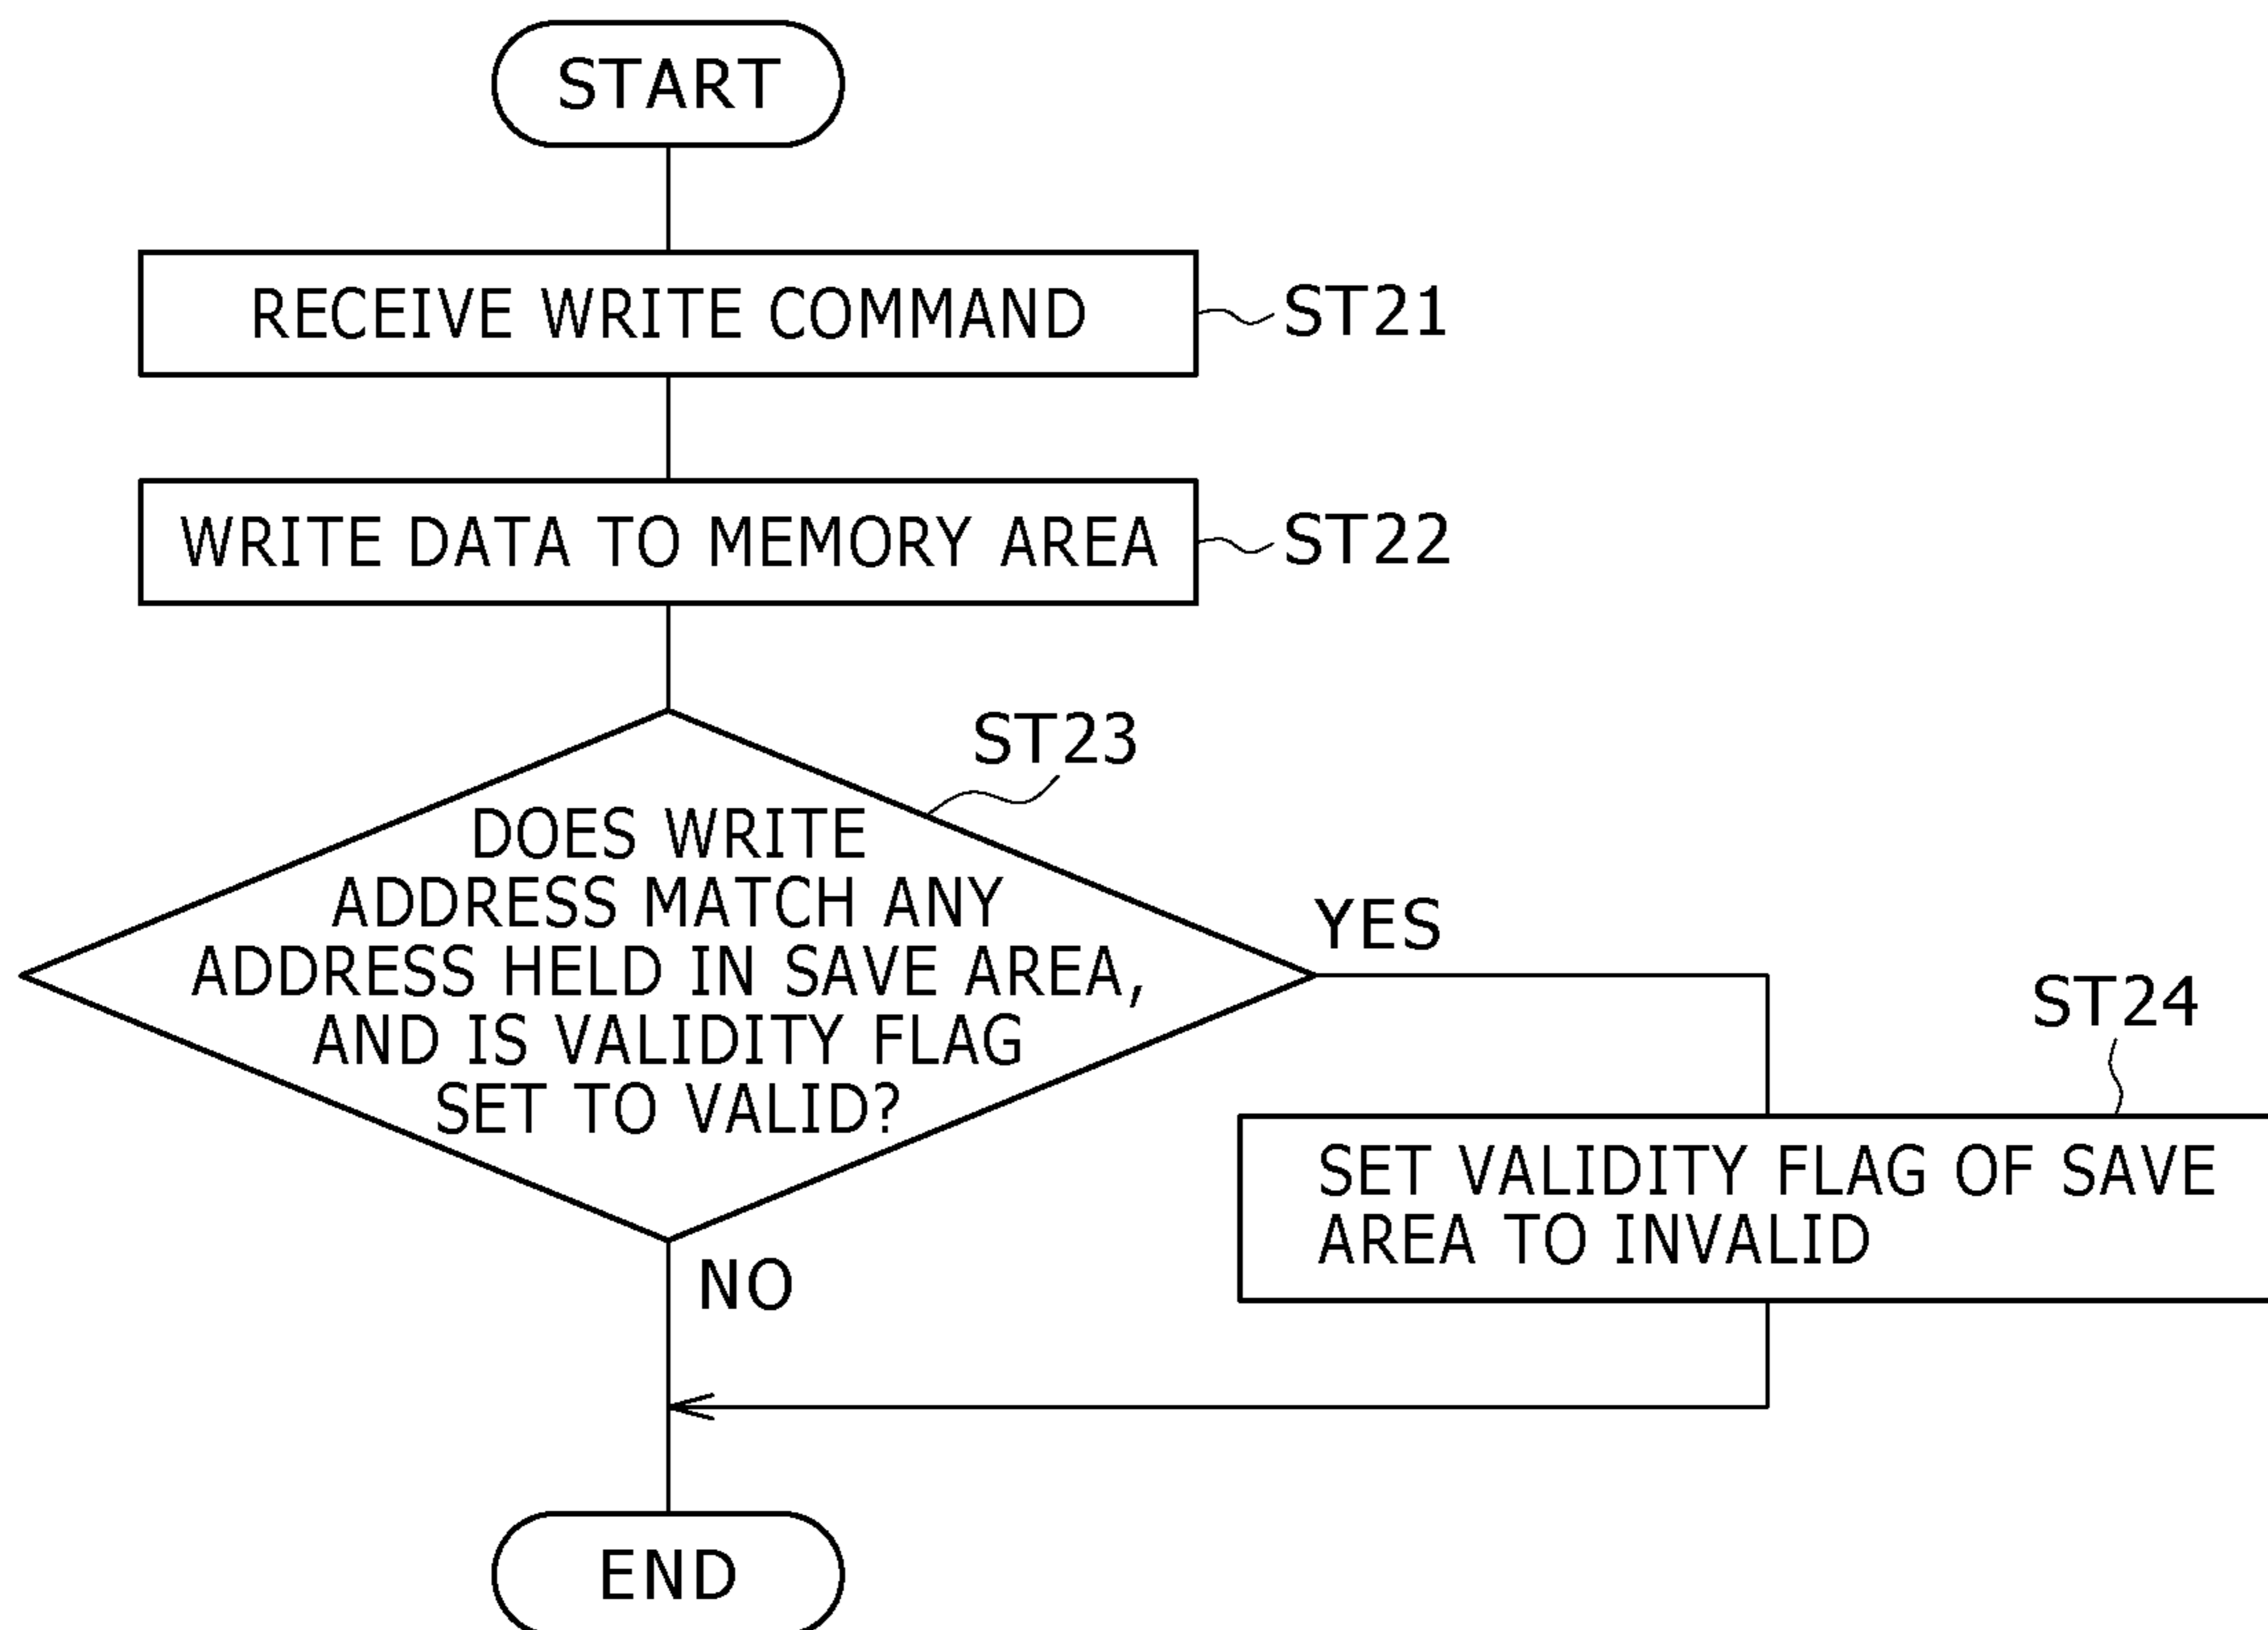 START
RECEIVE WRITE COMMAND
ST21
WRITE DATA TO MEMORY AREA
ST22
ST23
DOES WRITE
ADDRESS MATCH ANY
ADDRESS HELD IN SAVE AREA,
AND IS VALIDITY FLAG
SET TO VALID?
YES
ST24
SET VALIDITY FLAG OF SAVE
AREA TO INVALID
NO
END